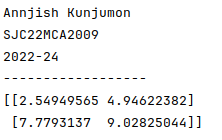 Annjish Kunjumon
SJC22MCA2009
2022-24
------------------
[[2.54949565 4.94622382]
 [7.7793137  9.02825044]]